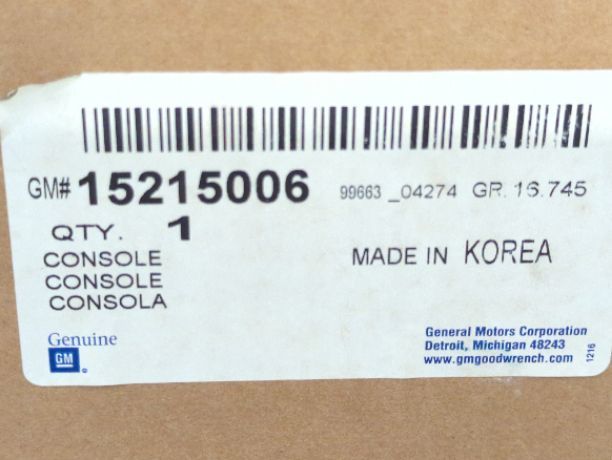 GM# 15215006 99663 _04274 GR. 16.745
QTY. 1
CONSOLE MADE IN KOREA
CONSOLE
CONSOLA
Genuine
GM
General Motors Corporation
Detroit, Michigan 48243
www.gmgoodwrench.com
1216